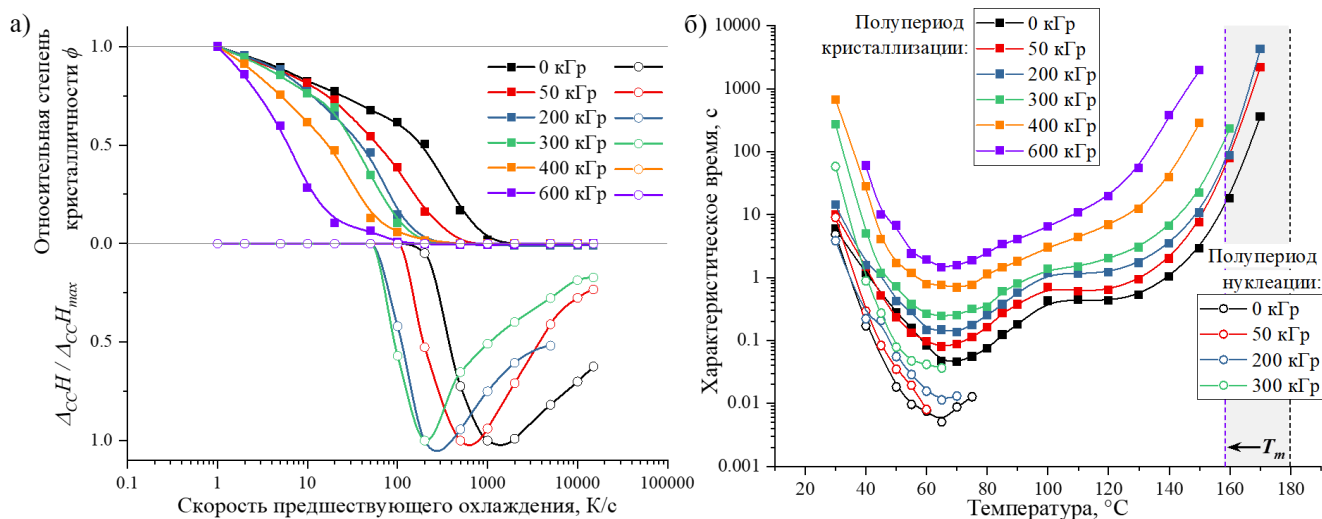 а)
Относительная степень
кристалличности ϕ
1.0
0.5
0.0
0.5
1.0
Δ_CC H / Δ_CC H_max
0 кГр
50 кГр
200 кГр
300 кГр
400 кГр
600 кГр
0.1 1 10 100 1000 10000 100000
Скорость предшествующего охлаждения, К/с
б)
Характеристическое время, с
10000
1000
100
10
1
0.1
0.01
0.001
Полупериод
кристаллизации:
0 кГр
50 кГр
200 кГр
300 кГр
400 кГр
600 кГр
Полупериод
нуклеации:
0 кГр
50 кГр
200 кГр
300 кГр
T_m
20 40 60 80 100 120 140 160 180
Температура, °C